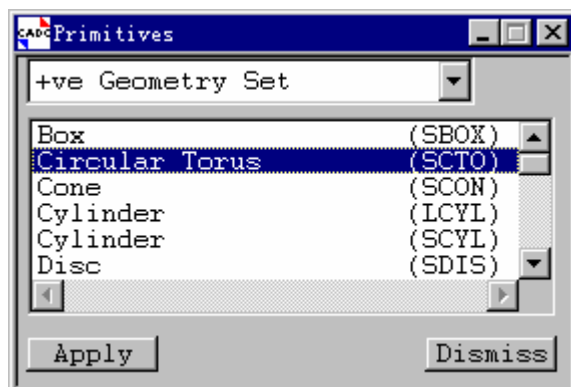 CADC Primitives
+ve Geometry Set
Box (SBOX)
Circular Torus (SCTO)
Cone (SCON)
Cylinder (LCYL)
Cylinder (SCYL)
Disc (SDIS)
Apply Dismiss